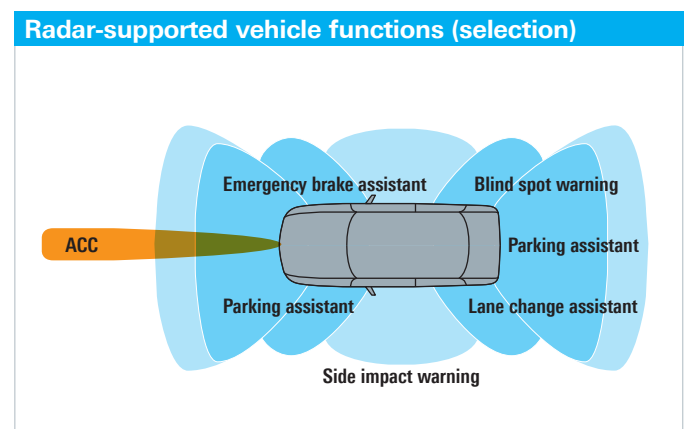 Radar-supported vehicle functions (selection)
Emergency brake assistant
Blind spot warning
ACC
Parking assistant
Parking assistant
Lane change assistant
Side impact warning